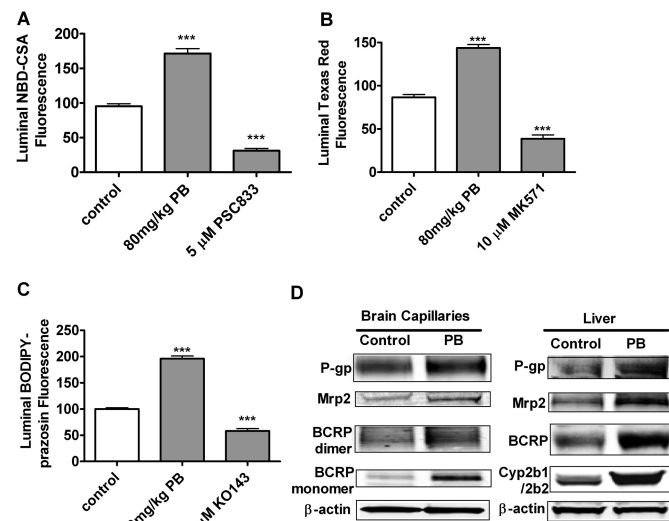 A
Luminal NBD-CSA
Fluorescence
200
150
100
50
0
***
***
control
80mg/kg PB
5 µM PSC833
B
Luminal Texas Red
Fluorescence
150
100
50
0
***
***
control
80mg/kg PB
10 µM MK571
C
Luminal BODIPY-
prazosin Fluorescence
250
200
150
100
50
0
***
***
control
mg/kg PB
KO143
D
Brain Capillaries
Control PB
P-gp
Mrp2
BCRP
dimer
BCRP
monomer
β-actin
Liver
Control PB
P-gp
Mrp2
BCRP
Cyp2b1
/2b2
β-actin